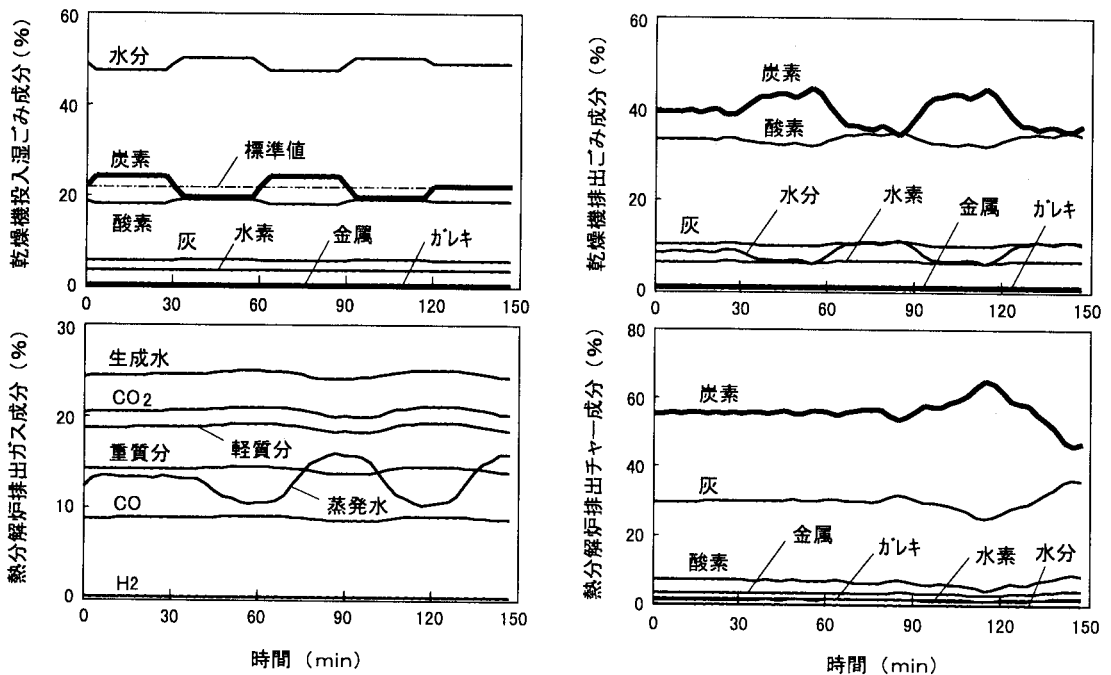 乾燥機投入湿ごみ成分 (%)
60
40
20
0
水分
炭素
標準値
酸素
灰
水素
金属
ガレキ
0 30 60 90 120 150
乾燥機排出ごみ成分 (%)
60
40
20
0
炭素
酸素
水分
水素
金属
ガレキ
灰
0 30 60 90 120 150
熱分解炉排出ガス成分 (%)
30
20
10
0
生成水
CO2
重質分
軽質分
CO
蒸発水
H2
0 30 60 90 120 150
時間 (min)
熱分解炉排出チャー成分 (%)
80
60
40
20
0
炭素
灰
酸素
金属
ガレキ
水素
水分
0 30 60 90 120 150
時間 (min)